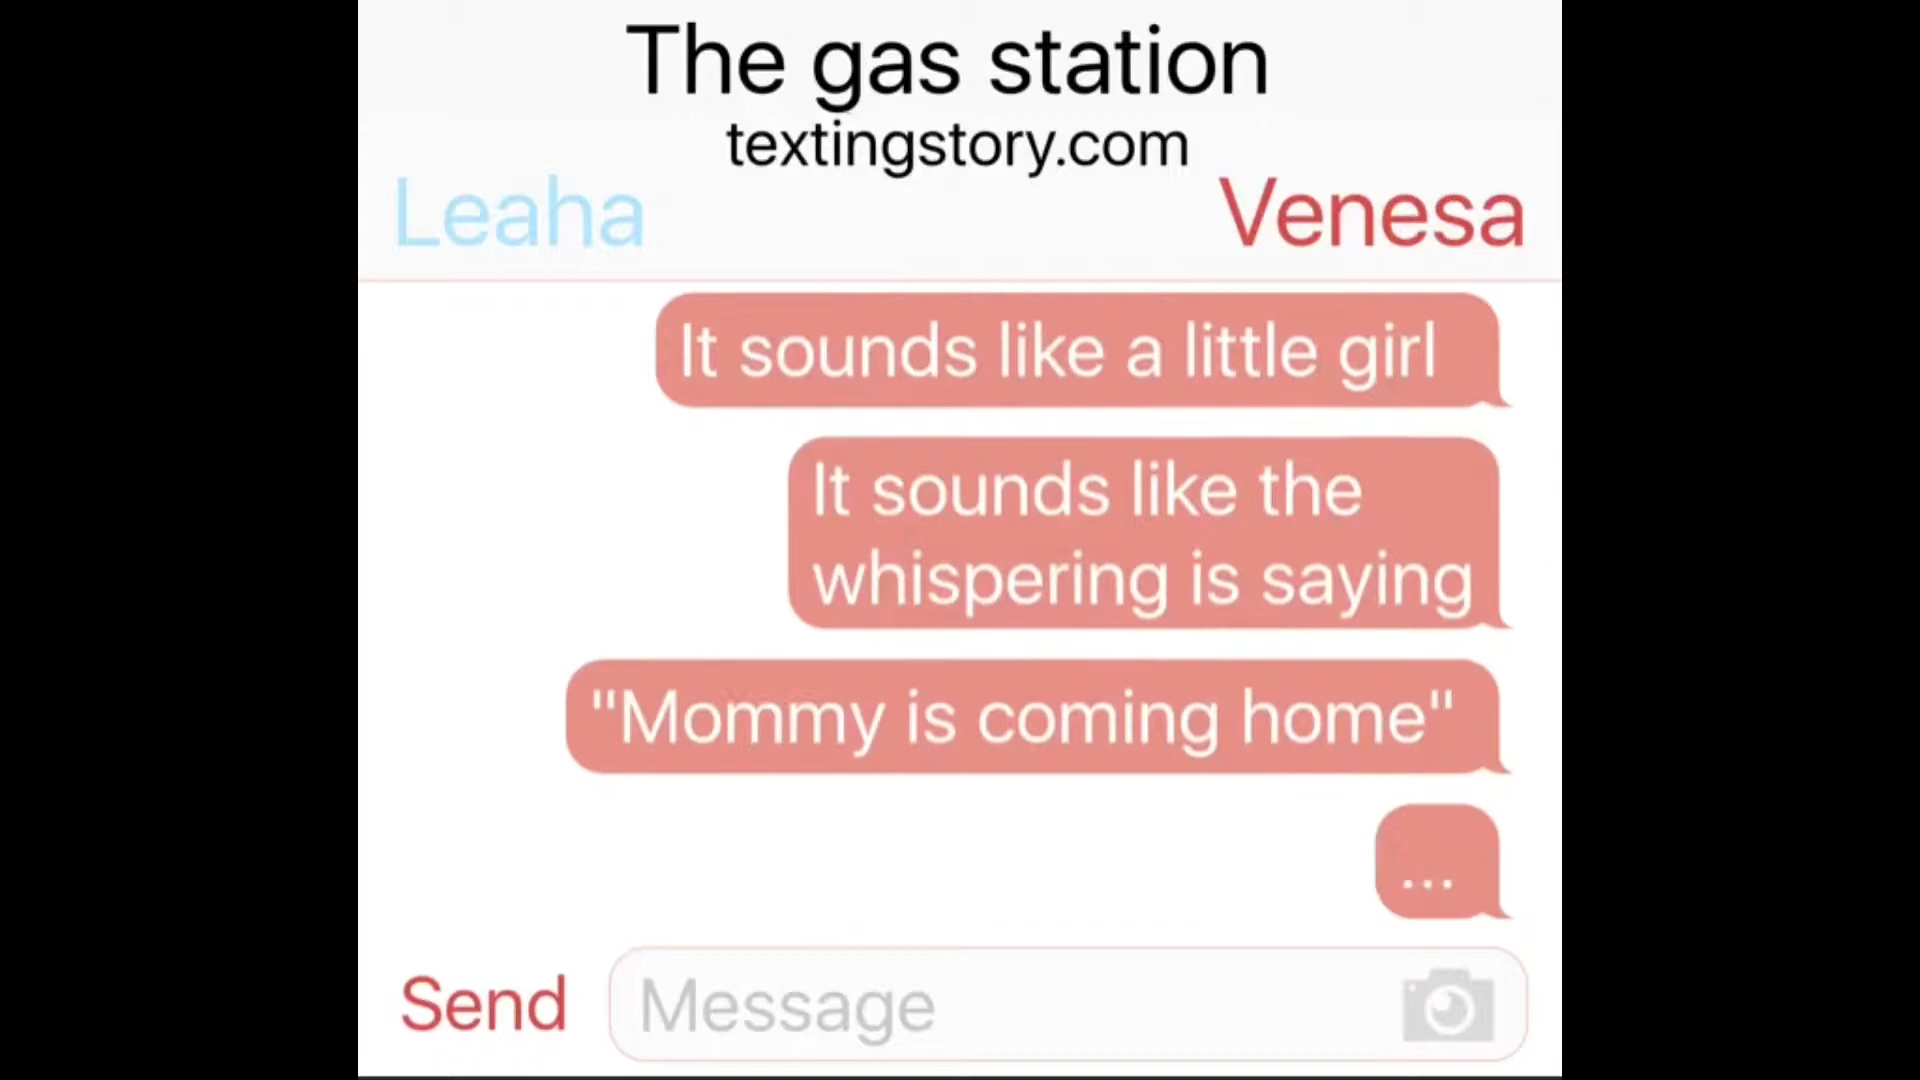 The gas station
textingstory.com
Leaha
Venesa
It sounds like a little girl
It sounds like the
whispering is saying
"Mommy is coming home"
...
Send
Message